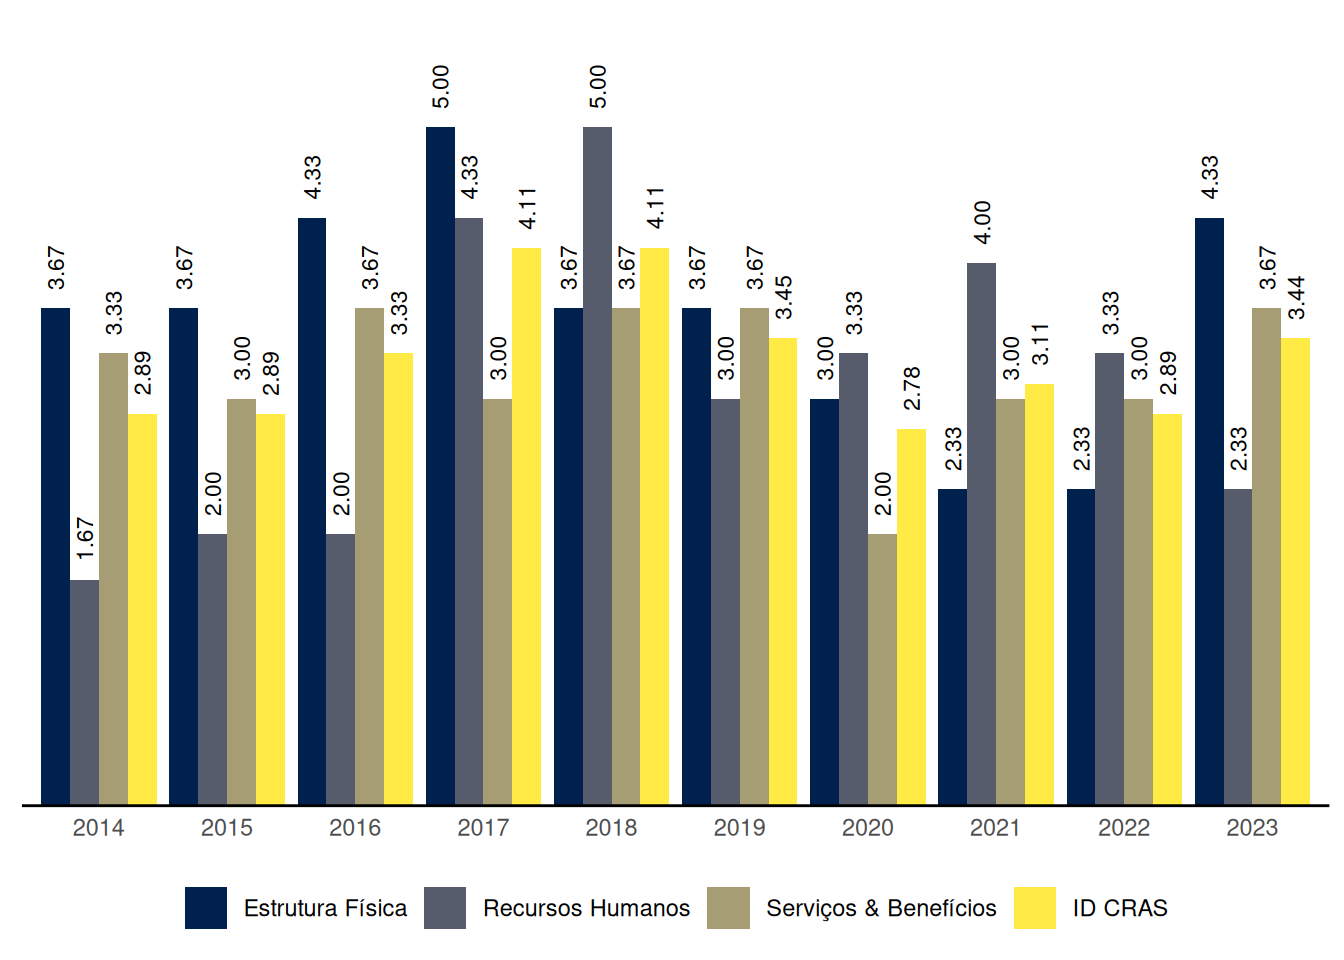 3.67 1.67 3.33 2.89
3.67 2.00 3.00 2.89
4.33 2.00 3.67 3.33
5.00 4.33 3.00 4.11
3.67 5.00 3.67 4.11
3.67 3.00 3.67 3.45
3.00 3.33 2.00 2.78
2.33 4.00 3.00 3.11
2.33 3.33 3.00 2.89
4.33 2.33 3.67 3.44
2014 2015 2016 2017 2018 2019 2020 2021 2022 2023
Estrutura Física Recursos Humanos Serviços & Benefícios ID CRAS